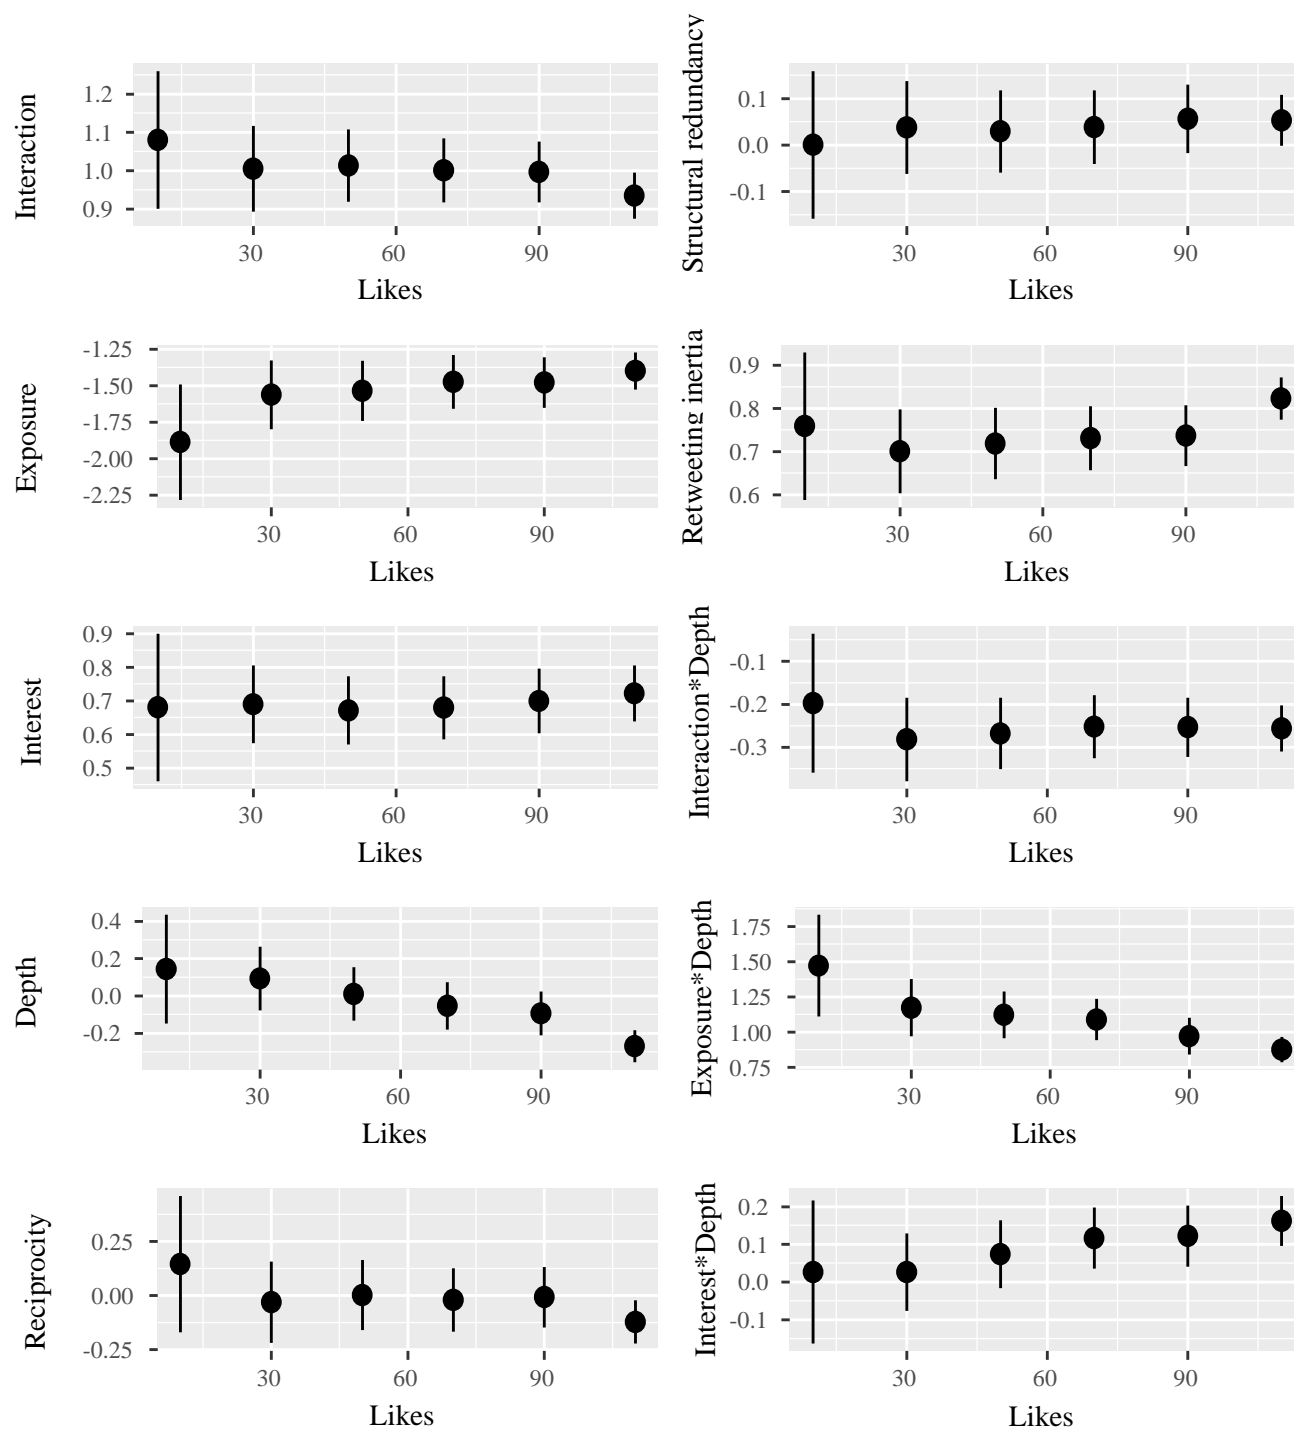 Interaction
1.2
1.1
1.0
0.9
30 60 90
Likes
Structural redundancy
0.1
0.0
-0.1
30 60 90
Likes
Exposure
-1.25
-1.50
-1.75
-2.00
-2.25
30 60 90
Likes
Retweeting inertia
0.9
0.8
0.7
0.6
30 60 90
Likes
Interest
0.9
0.8
0.7
0.6
0.5
30 60 90
Likes
Interaction*Depth
-0.1
-0.2
-0.3
30 60 90
Likes
Depth
0.4
0.2
0.0
-0.2
30 60 90
Likes
Exposure*Depth
1.75
1.50
1.25
1.00
0.75
30 60 90
Likes
Reciprocity
0.25
0.00
-0.25
30 60 90
Likes
Interest*Depth
0.2
0.1
0.0
-0.1
30 60 90
Likes